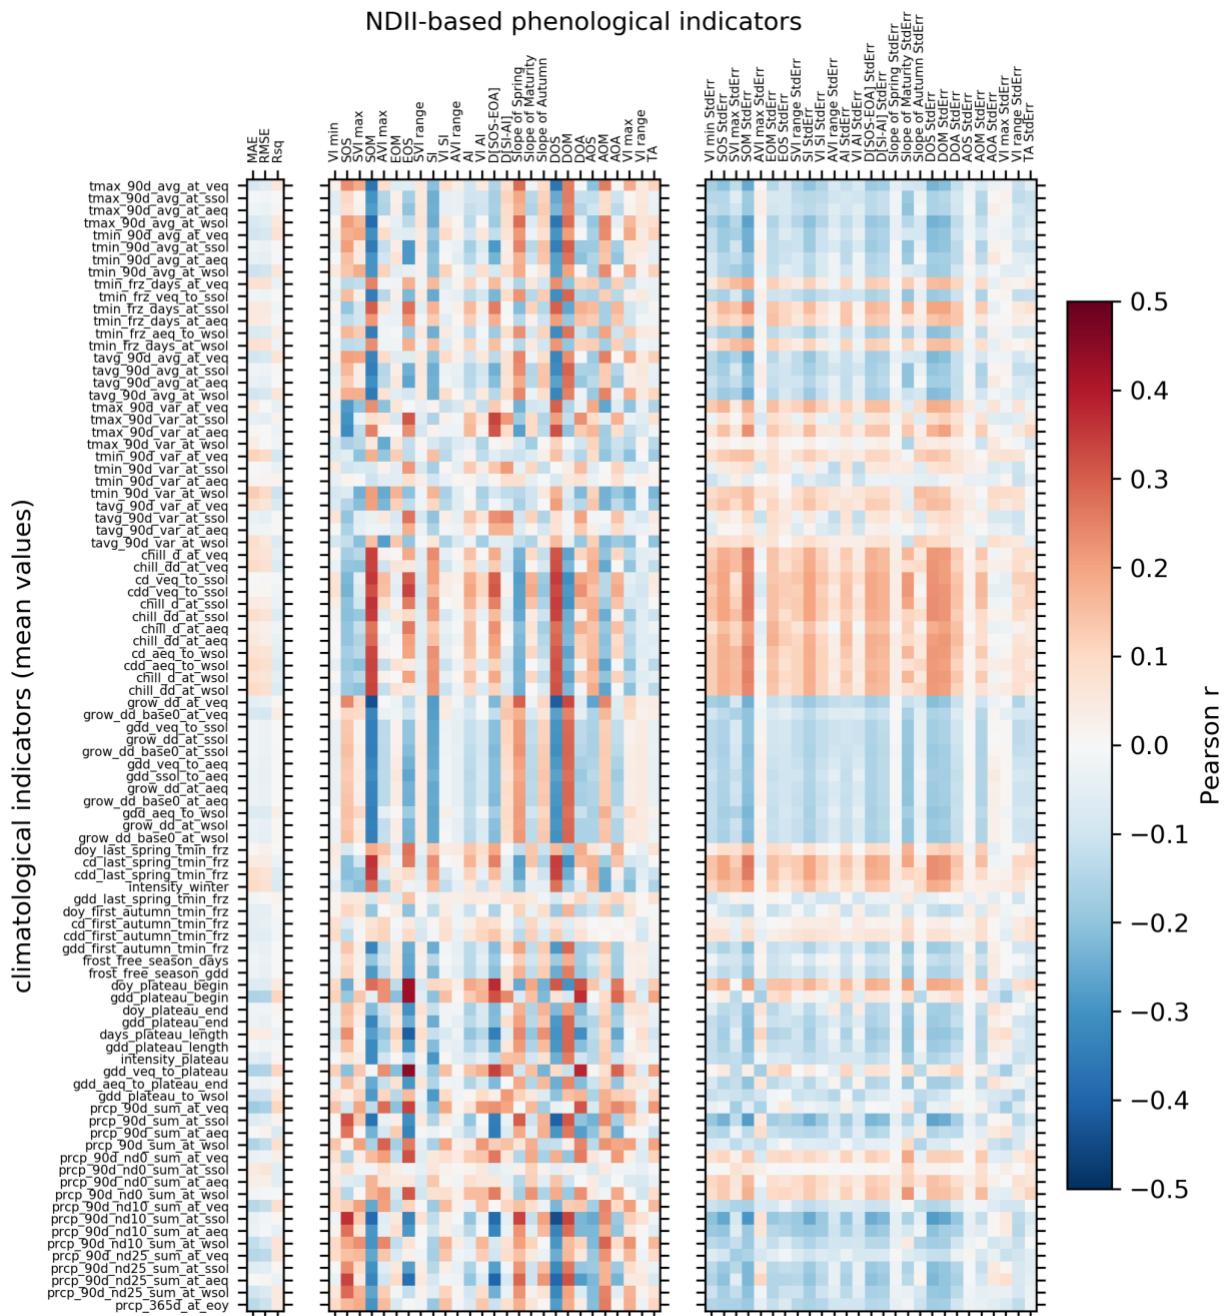 NDII-based phenological indicators
MAE
RMSE
Rsq
VI min
SOS
SVI max
SOM
AVI max
EOM
EOS
SVI range
SI
VI SI
AVI range
AI
VI AI
D[SOS-EOA]
D[SI-AI]
Slope of Spring
Slope of Maturity
Slope of Autumn
DOS
DOM
DOA
AOS
AOM
AOA
VI max
VI range
TA
VI min StdErr
SOS StdErr
SVI max StdErr
SOM StdErr
AVI max StdErr
EOM StdErr
EOS StdErr
SVI range StdErr
SI StdErr
VI SI StdErr
AVI range StdErr
AI StdErr
VI AI StdErr
D[SOS-EOA] StdErr
D[SI-AI] StdErr
Slope of Spring StdErr
Slope of Maturity StdErr
Slope of Autumn StdErr
DOS StdErr
DOM StdErr
DOA StdErr
AOS StdErr
AOM StdErr
AOA StdErr
VI max StdErr
VI range StdErr
TA StdErr
climatological indicators (mean values)
tmax_90d_avg_at_veq
tmax_90d_avg_at_ssol
tmax_90d_avg_at_aeq
tmax_90d_avg_at_wsol
tmin_90d_avg_at_veq
tmin_90d_avg_at_ssol
tmin_90d_avg_at_aeq
tmin_90d_avg_at_wsol
tmin_frz_days_at_veq
tmin_frz_veq_to_ssol
tmin_frz_days_at_ssol
tmin_frz_days_at_aeq
tmin_frz_aeq_to_wsol
tmin_frz_days_at_wsol
tavg_90d_avg_at_veq
tavg_90d_avg_at_ssol
tavg_90d_avg_at_aeq
tavg_90d_avg_at_wsol
tmax_90d_var_at_veq
tmax_90d_var_at_ssol
tmax_90d_var_at_aeq
tmax_90d_var_at_wsol
tmin_90d_var_at_veq
tmin_90d_var_at_ssol
tmin_90d_var_at_aeq
tmin_90d_var_at_wsol
tavg_90d_var_at_veq
tavg_90d_var_at_ssol
tavg_90d_var_at_aeq
tavg_90d_var_at_wsol
chill_d_at_veq
chill_dd_at_veq
cd_veq_to_ssol
cdd_veq_to_ssol
chill_d_at_ssol
chill_dd_at_ssol
chill_d_at_aeq
chill_dd_at_aeq
cd_aeq_to_wsol
cdd_aeq_to_wsol
chill_d_at_wsol
chill_dd_at_wsol
grow_dd_at_veq
grow_dd_base0_at_veq
gdd_veq_to_ssol
grow_dd_at_ssol
grow_dd_base0_at_ssol
gdd_veq_to_aeq
gdd_ssol_to_aeq
grow_dd_at_aeq
grow_dd_base0_at_aeq
gdd_aeq_to_wsol
grow_dd_at_wsol
grow_dd_base0_at_wsol
doy_last_spring_tmin_frz
cd_last_spring_tmin_frz
cdd_last_spring_tmin_frz
intensity_winter
gdd_last_spring_tmin_frz
doy_first_autumn_tmin_frz
cd_first_autumn_tmin_frz
cdd_first_autumn_tmin_frz
gdd_first_autumn_tmin_frz
frost_free_season_days
frost_free_season_gdd
doy_plateau_begin
gdd_plateau_begin
doy_plateau_end
gdd_plateau_end
days_plateau_length
gdd_plateau_length
intensity_plateau
gdd_veq_to_plateau
gdd_aeq_to_plateau_end
gdd_plateau_to_wsol
prcp_90d_sum_at_veq
prcp_90d_sum_at_ssol
prcp_90d_sum_at_aeq
prcp_90d_sum_at_wsol
prcp_90d_nd0_sum_at_veq
prcp_90d_nd0_sum_at_ssol
prcp_90d_nd0_sum_at_aeq
prcp_90d_nd0_sum_at_wsol
prcp_90d_nd10_sum_at_veq
prcp_90d_nd10_sum_at_ssol
prcp_90d_nd10_sum_at_aeq
prcp_90d_nd10_sum_at_wsol
prcp_90d_nd25_sum_at_veq
prcp_90d_nd25_sum_at_ssol
prcp_90d_nd25_sum_at_aeq
prcp_90d_nd25_sum_at_wsol
prcp_365d_at_eoy
0.5
0.4
0.3
0.2
0.1
0.0
−0.1
−0.2
−0.3
−0.4
−0.5
Pearson r